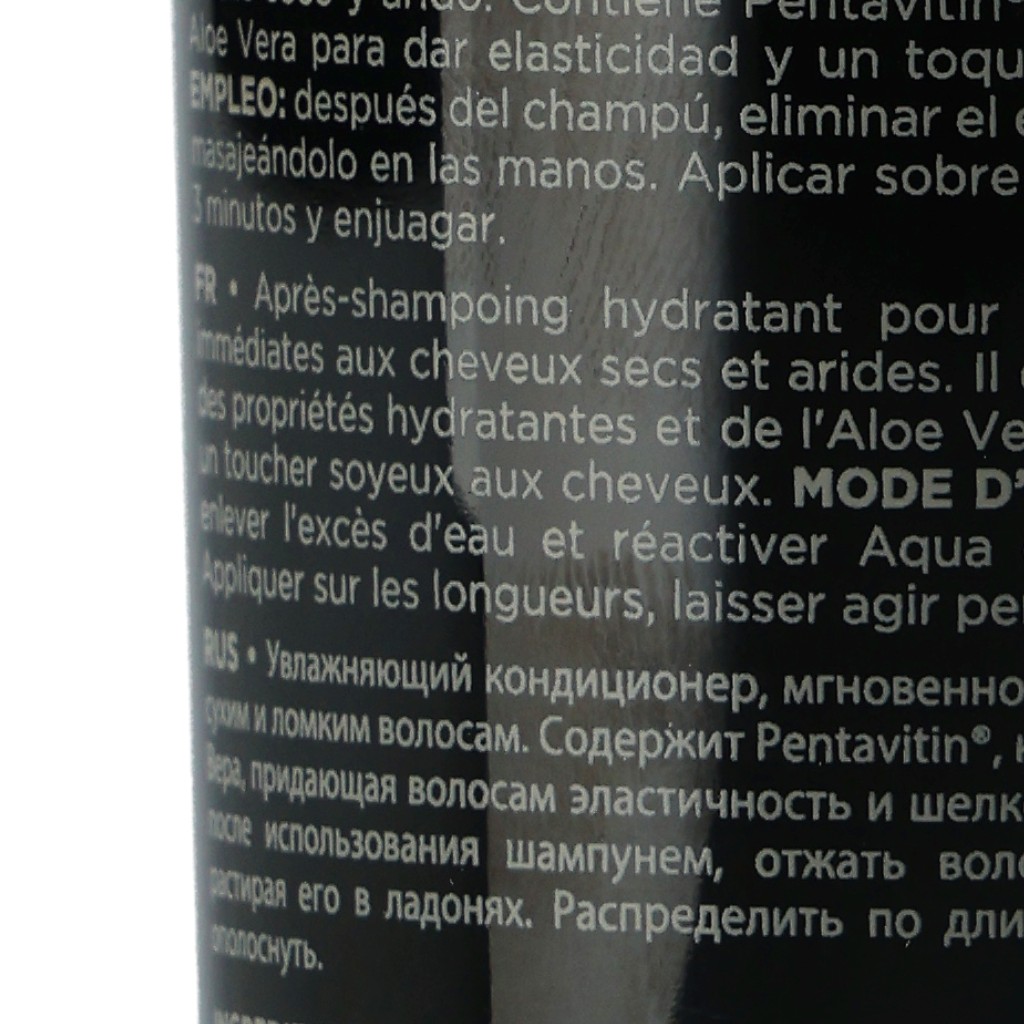 y árido. Contiene Pentavitin®
Aloe Vera para dar elasticidad y un toqu
EMPLEO: después del champú, eliminar el e
masajeándolo en las manos. Aplicar sobre
3 minutos y enjuagar.
FR • Après-shampoing hydratant pour
immédiates aux cheveux secs et arides. Il
des propriétés hydratantes et de l'Aloe Ve
un toucher soyeux aux cheveux. MODE D'
enlever l'excès d'eau et réactiver Aqua
Appliquer sur les longueurs, laisser agir pe
RUS • Увлажняющий кондиционер, мгновенно
сухим и ломким волосам. Содержит Pentavitin®,
Вера, придающая волосам эластичность и шелк
после использования шампунем, отжать воло
растирая его в ладонях. Распределить по дли
ополоснуть.